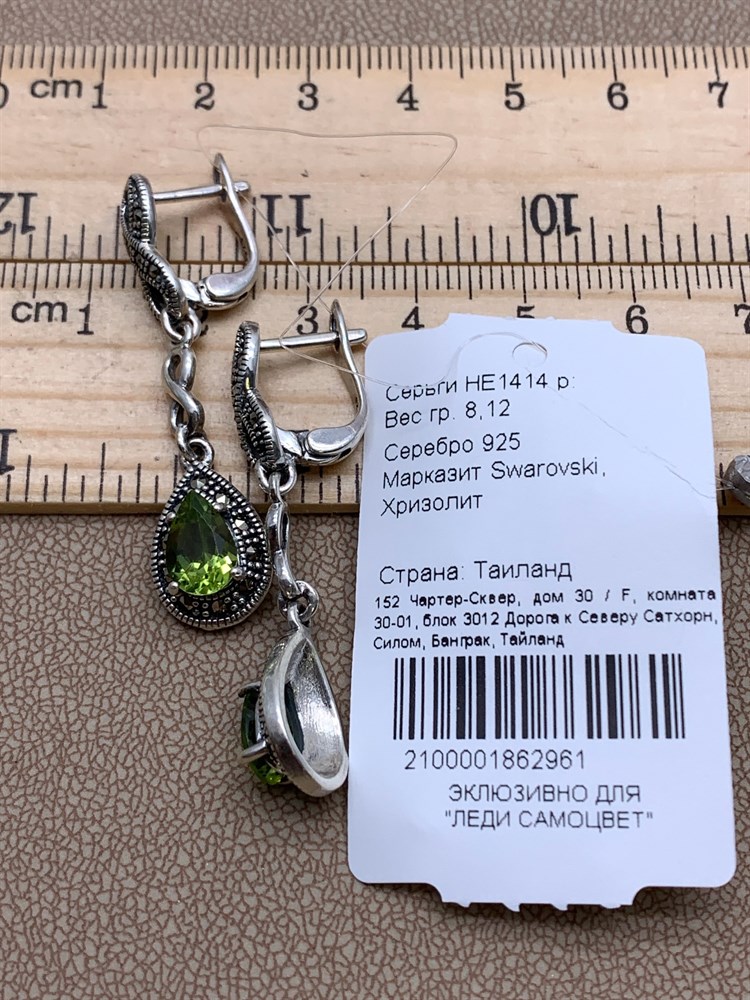 0 cm 1 2 3 4 5 6 7
12 11 10
cm 1 3 4 5 6 7
Серьги НЕ1414 р:
Вес гр. 8,12
Серебро 925
Марказит Swarovski,
Хризолит
Страна: Таиланд
152 Чартер-Сквер, дом 30 / F, комната
30-01, блок 3012 Дорога к Северу Сатхорн,
Силом, Банграк, Тайланд
2100001862961
ЭКЛЮЗИВНО ДЛЯ
"ЛЕДИ САМОЦВЕТ"